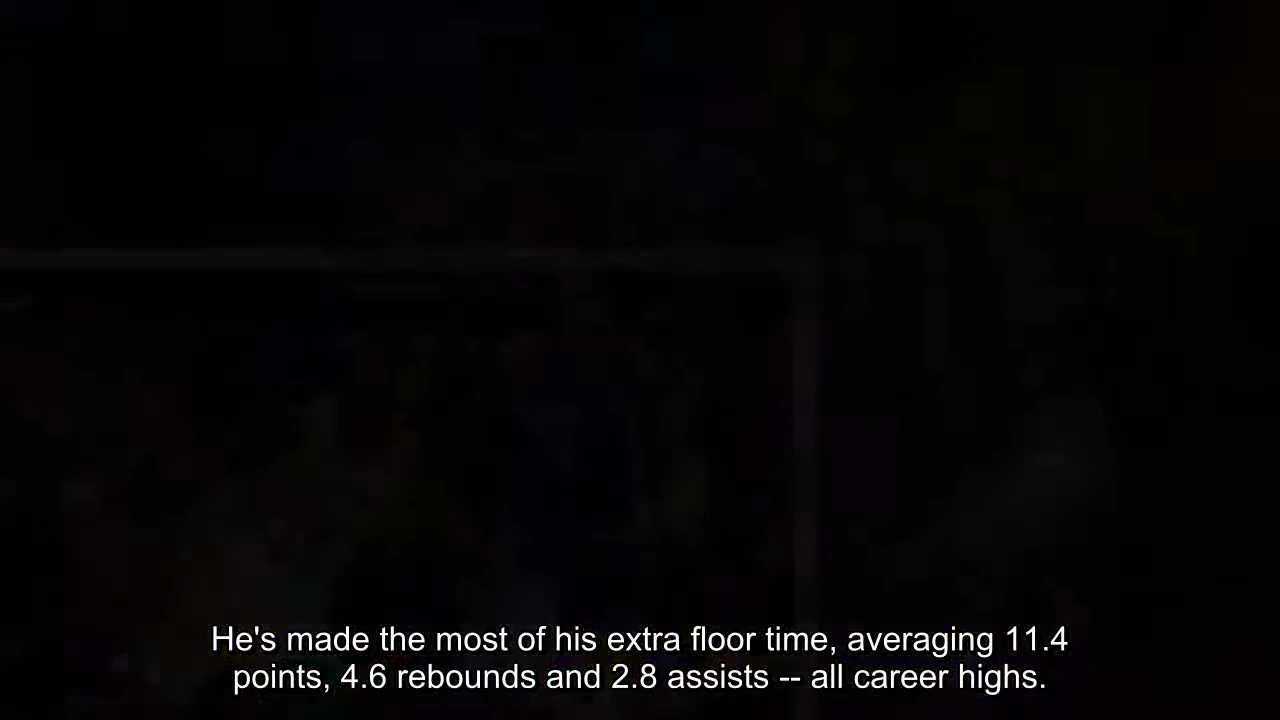 He's made the most of his extra floor time, averaging 11.4
points, 4.6 rebounds and 2.8 assists -- all career highs.